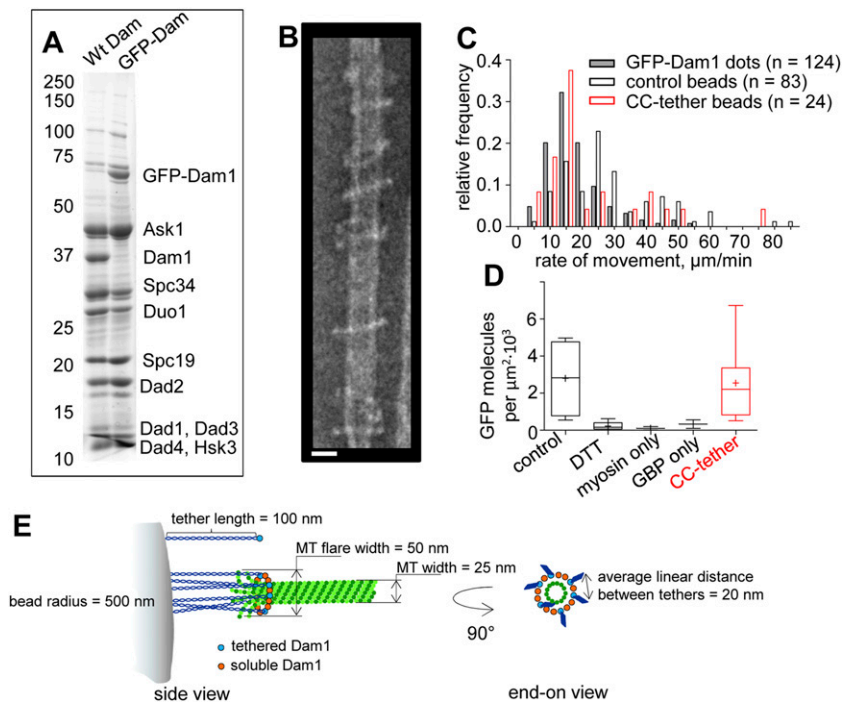 A
Wt Dam
GFP-Dam
250
150
100
75
50
37
25
20
15
10
GFP-Dam1
Ask1
Dam1
Spc34
Duo1
Spc19
Dad2
Dad1, Dad3
Dad4, Hsk3
B
C
GFP-Dam1 dots (n = 124)
control beads (n = 83)
CC-tether beads (n = 24)
relative frequency
0.4
0.3
0.2
0.1
0.0
0 10 20 30 40 50 60 70 80
rate of movement, µm/min
D
GFP molecules
per µm²·10³
8
6
4
2
0
control
DTT
myosin only
GBP only
CC-tether
E
tether length = 100 nm
MT flare width = 50 nm
MT width = 25 nm
bead radius = 500 nm
tethered Dam1
soluble Dam1
side view
90°
average linear distance
between tethers = 20 nm
end-on view